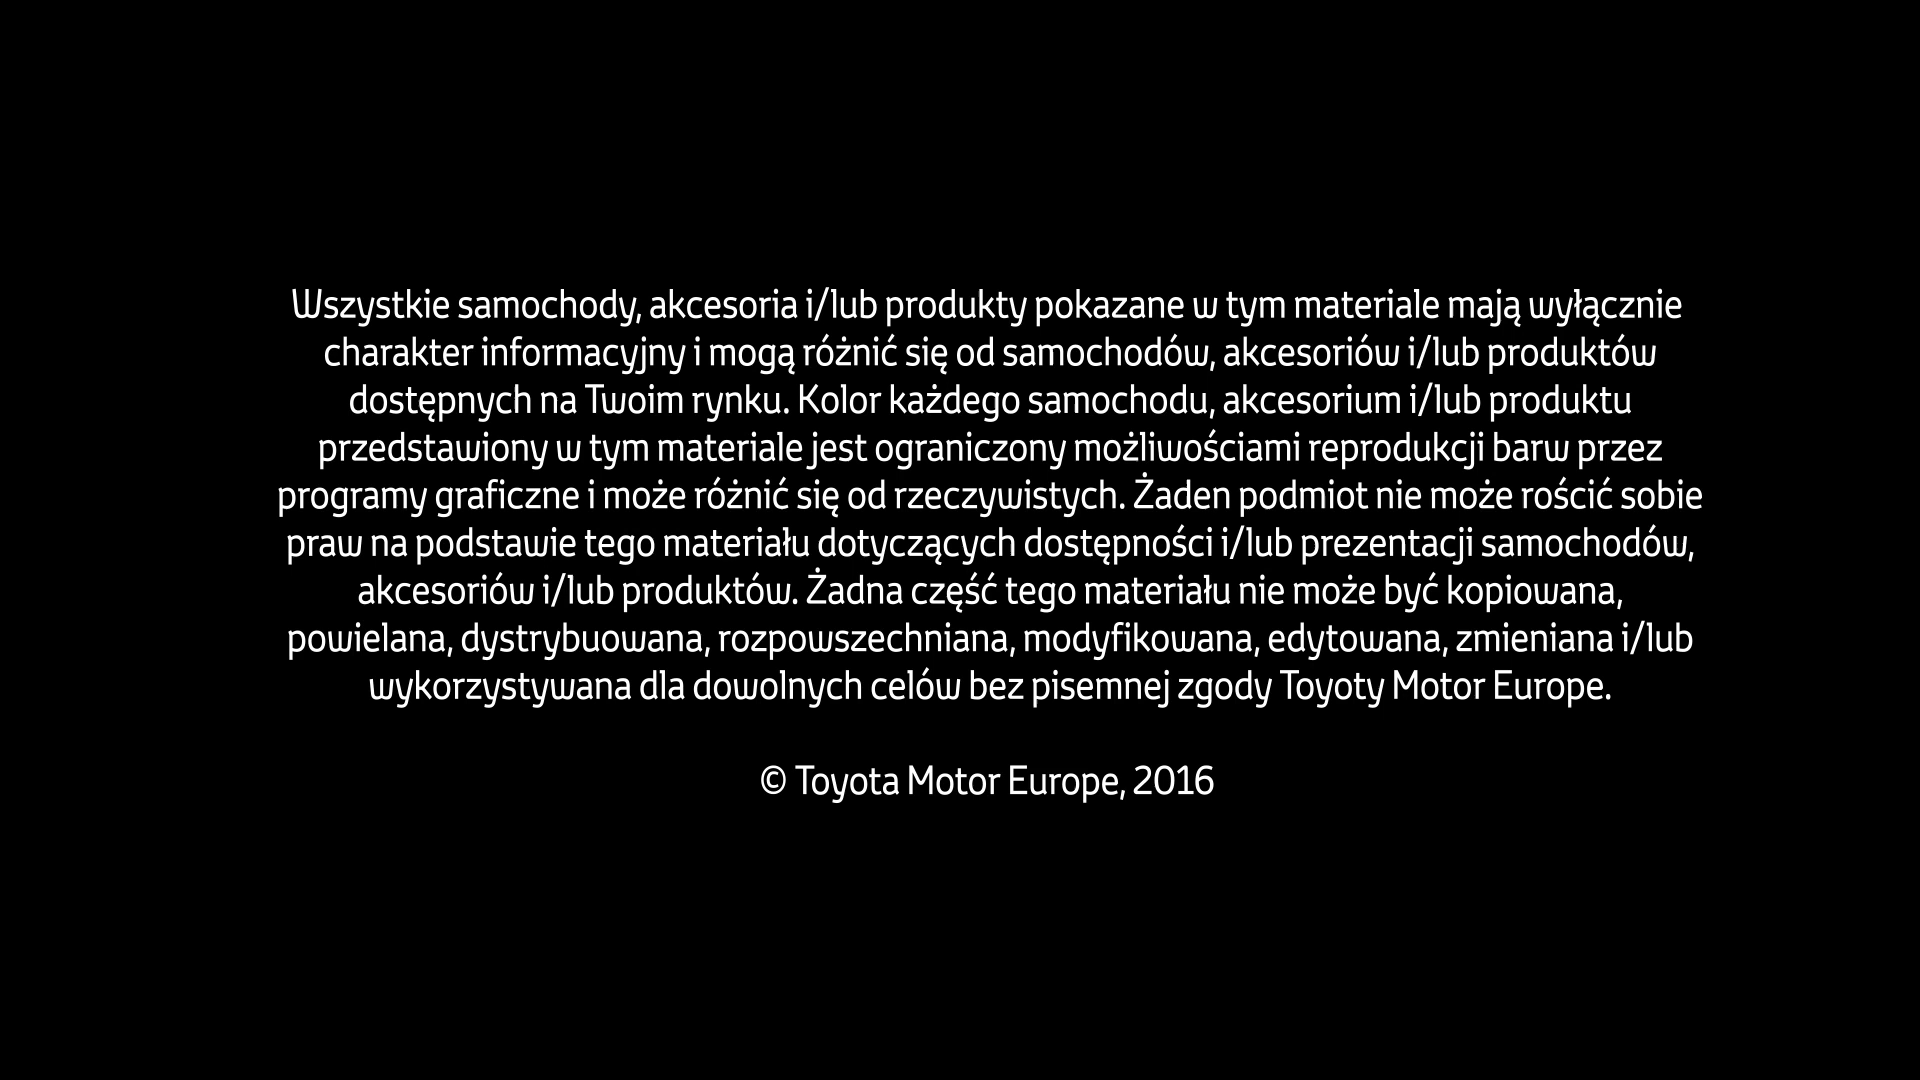 Wszystkie samochody, akcesoria i/lub produkty pokazane w tym materiale mają wyłącznie
charakter informacyjny i mogą różnić się od samochodów, akcesoriów i/lub produktów
dostępnych na Twoim rynku. Kolor każdego samochodu, akcesorium i/lub produktu
przedstawiony w tym materiale jest ograniczony możliwościami reprodukcji barw przez
programy graficzne i może różnić się od rzeczywistych. Żaden podmiot nie może rościć sobie
praw na podstawie tego materiału dotyczących dostępności i/lub prezentacji samochodów,
akcesoriów i/lub produktów. Żadna część tego materiału nie może być kopiowana,
powielana, dystrybuowana, rozpowszechniana, modyfikowana, edytowana, zmieniana i/lub
wykorzystywana dla dowolnych celów bez pisemnej zgody Toyoty Motor Europe.
© Toyota Motor Europe, 2016